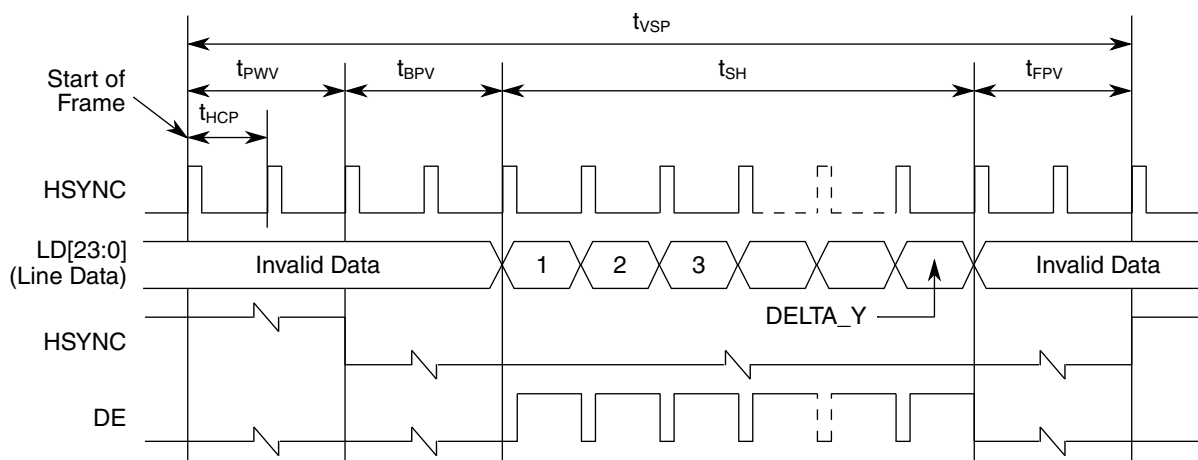 tVSP
tPWV tBPV tSH tFPV
Start of
Frame
tHCP
HSYNC
LD[23:0]
(Line Data)
Invalid Data 1 2 3 Invalid Data
DELTA_Y
HSYNC
DE